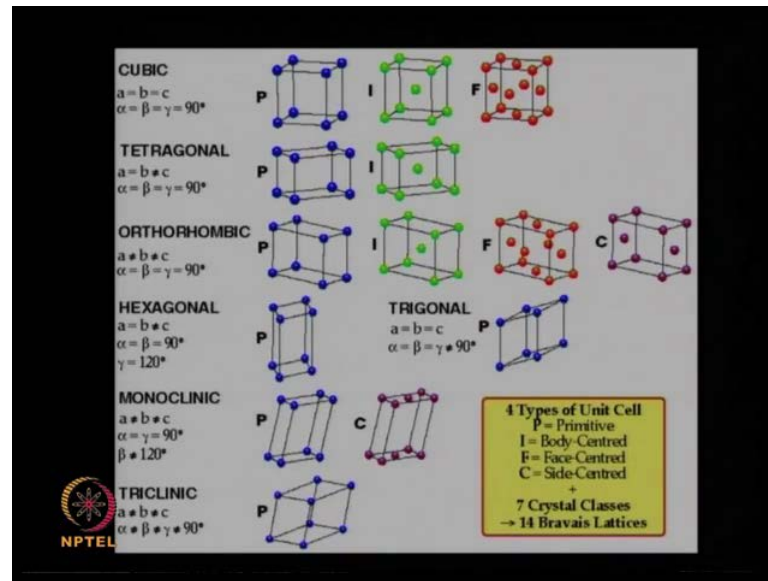 CUBIC
a = b = c
α = β = γ = 90°
P
I
F
TETRAGONAL
a = b ≠ c
α = β = γ = 90°
P
I
ORTHORHOMBIC
a ≠ b ≠ c
α = β = γ = 90°
P
I
F
C
HEXAGONAL
a = b ≠ c
α = β = 90°
γ = 120°
P
TRIGONAL
a = b = c
α = β = γ ≠ 90°
P
MONOCLINIC
a ≠ b ≠ c
α = γ = 90°
β ≠ 120°
P
C
TRICLINIC
a ≠ b ≠ c
α ≠ β ≠ γ ≠ 90°
P
4 Types of Unit Cell
P = Primitive
I = Body-Centred
F = Face-Centred
C = Side-Centred
+
7 Crystal Classes
→ 14 Bravais Lattices
NPTEL